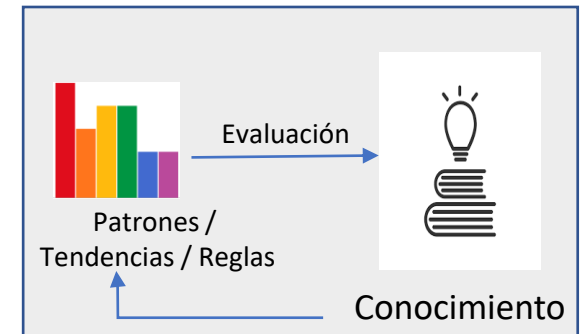 Evaluación
Patrones /
Tendencias / Reglas
Conocimiento